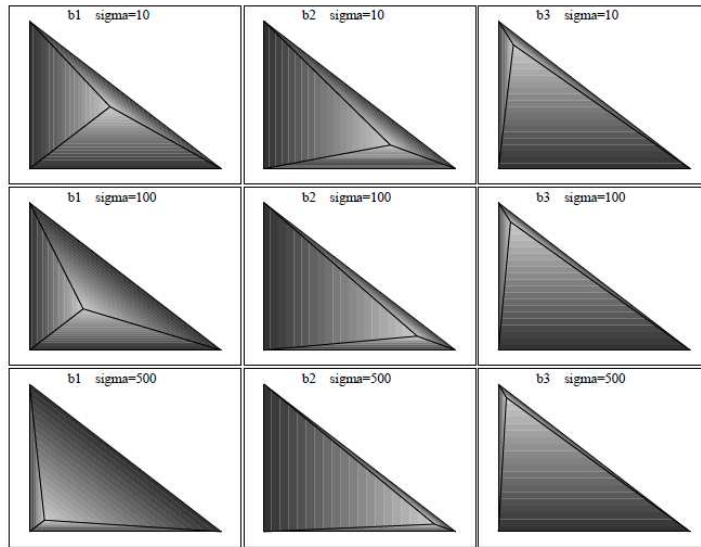 b1 sigma=10
b2 sigma=10
b3 sigma=10
b1 sigma=100
b2 sigma=100
b3 sigma=100
b1 sigma=500
b2 sigma=500
b3 sigma=500